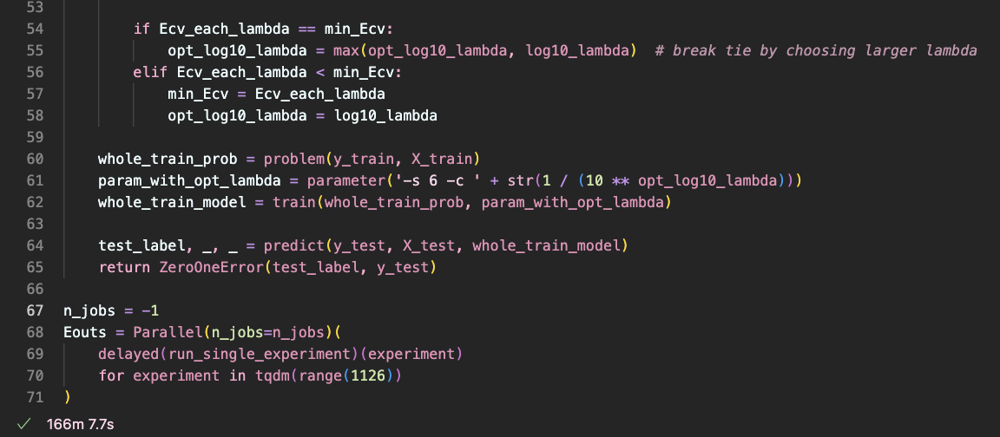 53
54 if Ecv_each_lambda == min_Ecv:
55 opt_log10_lambda = max(opt_log10_lambda, log10_lambda)  # break tie by choosing larger lambda
56 elif Ecv_each_lambda < min_Ecv:
57 min_Ecv = Ecv_each_lambda
58 opt_log10_lambda = log10_lambda
59
60 whole_train_prob = problem(y_train, X_train)
61 param_with_opt_lambda = parameter('-s 6 -c ' + str(1 / (10 ** opt_log10_lambda)))
62 whole_train_model = train(whole_train_prob, param_with_opt_lambda)
63
64 test_label, _, _ = predict(y_test, X_test, whole_train_model)
65 return ZeroOneError(test_label, y_test)
66
67 n_jobs = -1
68 Eouts = Parallel(n_jobs=n_jobs)(
69 delayed(run_single_experiment)(experiment)
70 for experiment in tqdm(range(1126))
71 )
✓ 166m 7.7s